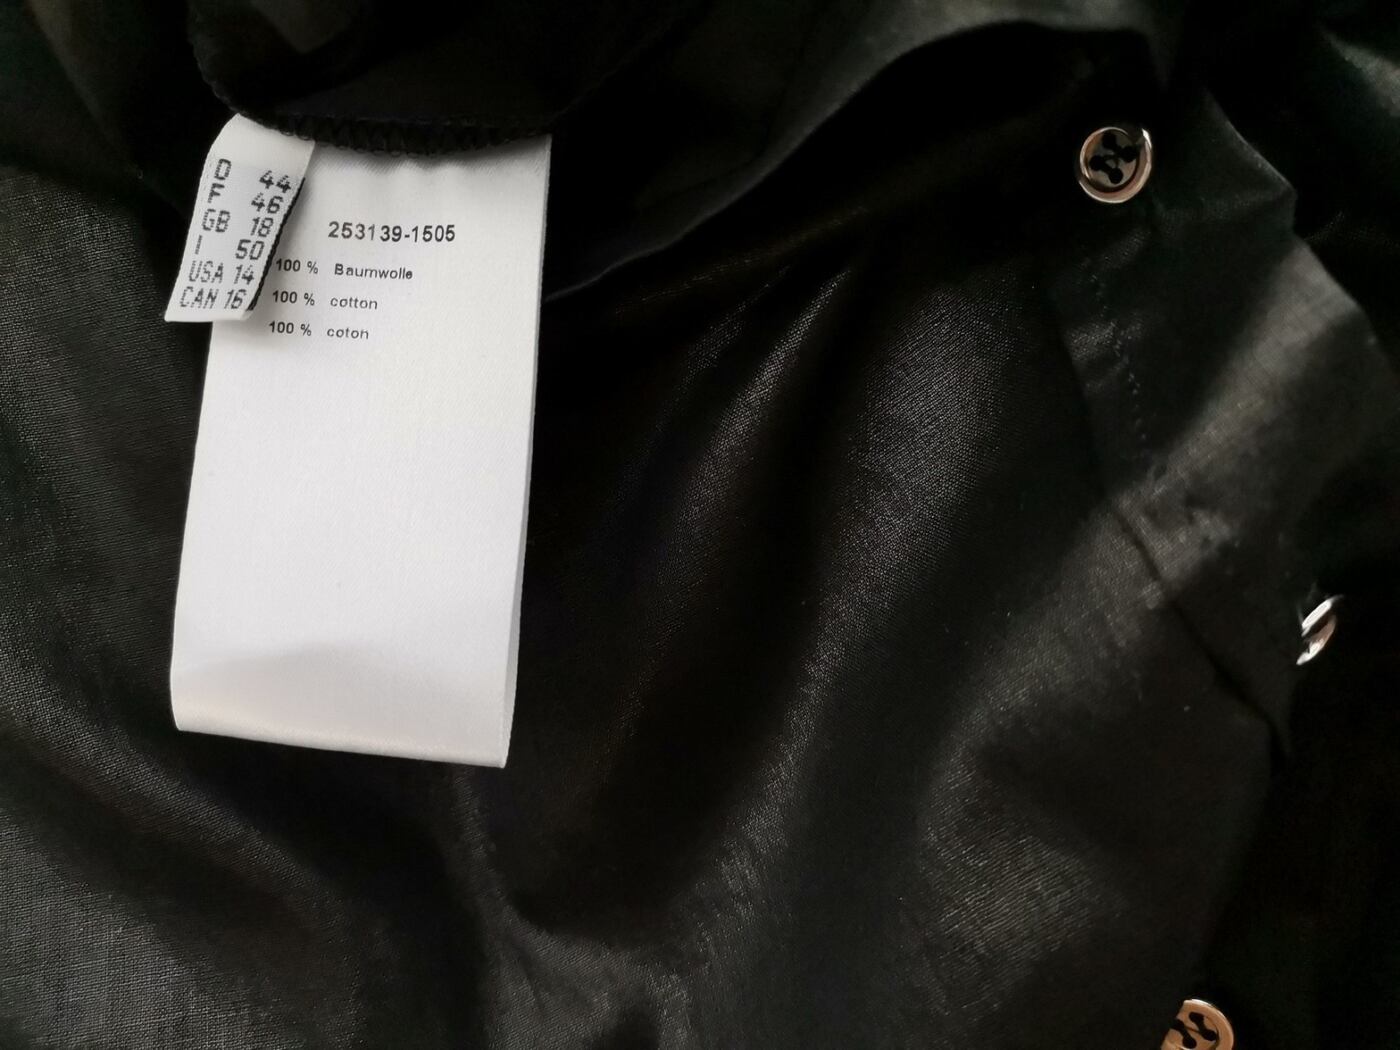 D 44
F 46
GB 18
I 50
USA 14
CAN 16
253139-1505
100 % Baumwolle
100 % cotton
100 % coton